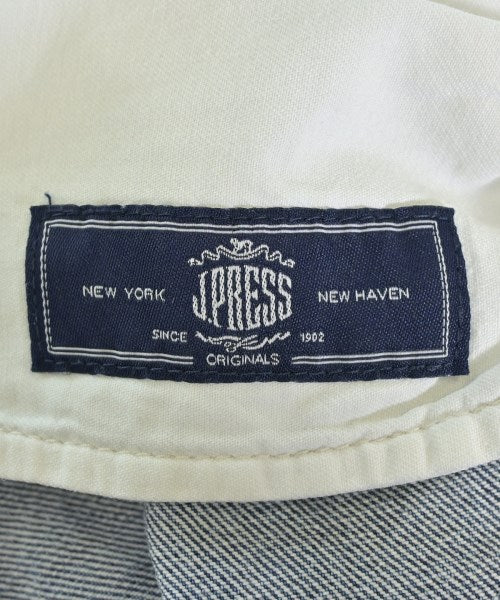 J.PRESS
NEW YORK
NEW HAVEN
SINCE 1902
ORIGINALS